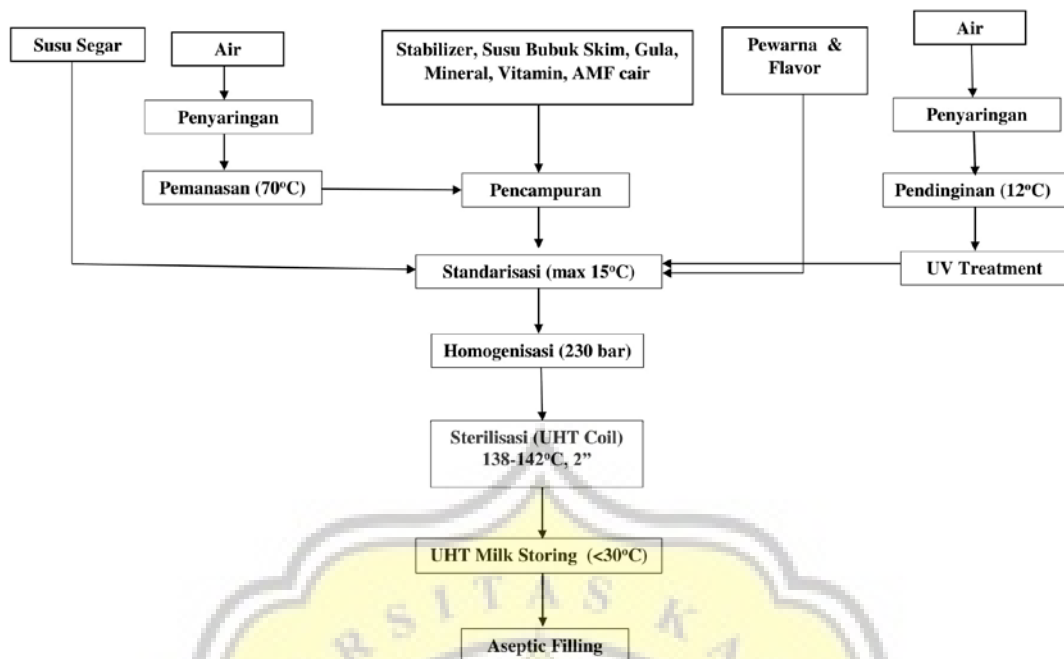 Susu Segar
Air
Stabilizer, Susu Bubuk Skim, Gula,
Mineral, Vitamin, AMF cair
Pewarna &
Flavor
Air
Penyaringan
Penyaringan
Pemanasan (70°C)
Pencampuran
Pendinginan (12°C)
Standarisasi (max 15°C)
UV Treatment
Homogenisasi (230 bar)
Sterilisasi (UHT Coil)
138-142°C, 2”
UHT Milk Storing (<30°C)
RSITAS KA
Aseptic Filling